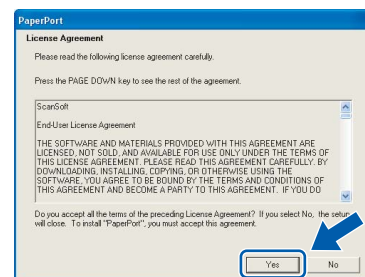 PaperPort
License Agreement
Please read the following license agreement carefully.
Press the PAGE DOWN key to see the rest of the agreement.
ScanSoft
End-User License Agreement
THE SOFTWARE AND MATERIALS PROVIDED WITH THIS AGREEMENT ARE
LICENSED, NOT SOLD, AND AVAILABLE FOR USE ONLY UNDER THE TERMS OF
THIS LICENSE AGREEMENT. PLEASE READ THIS AGREEMENT CAREFULLY. BY
DOWNLOADING, INSTALLING, COPYING, OR OTHERWISE USING THE
SOFTWARE, YOU AGREE TO BE BOUND BY THE TERMS AND CONDITIONS OF
THIS AGREEMENT AND BECOME A PARTY TO THIS AGREEMENT. IF YOU DO
Do you accept all the terms of the preceding License Agreement? If you select No, the setup
will close. To install "PaperPort", you must accept this agreement.
Yes
No